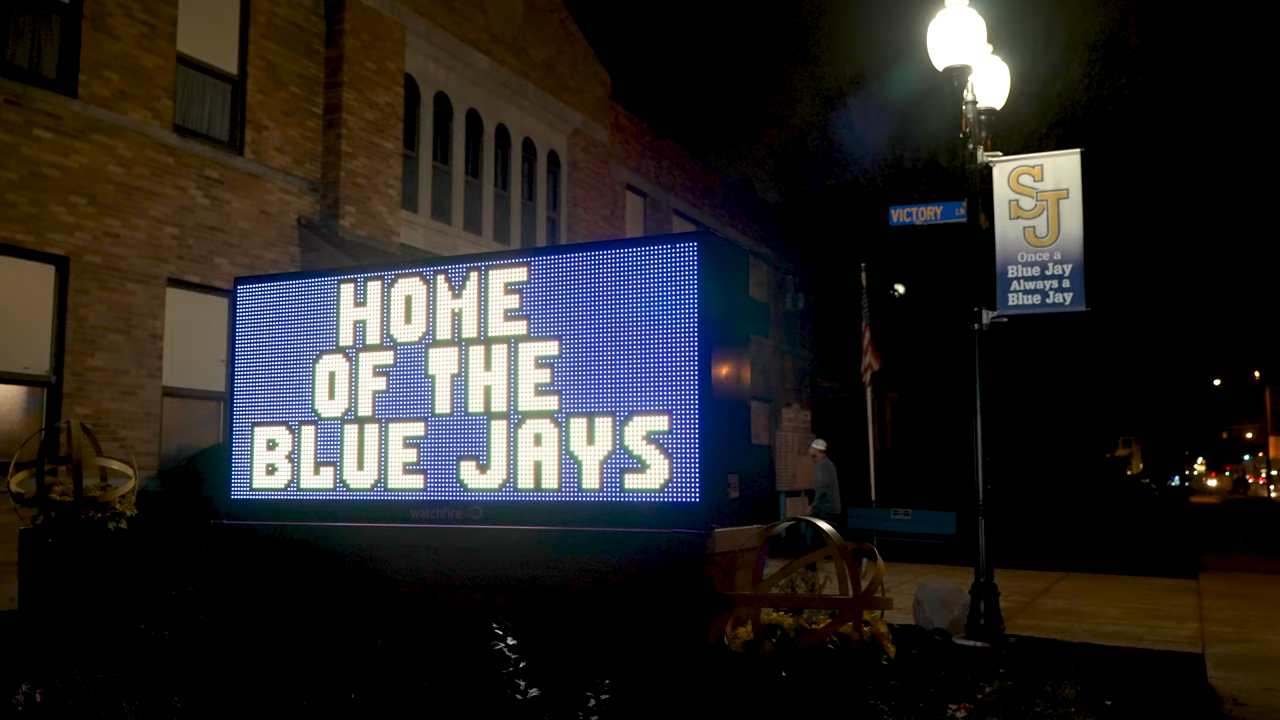 HOME
OF THE
BLUE JAYS
watchfire
VICTORY LN
SJ
Once a
Blue Jay
Always a
Blue Jay